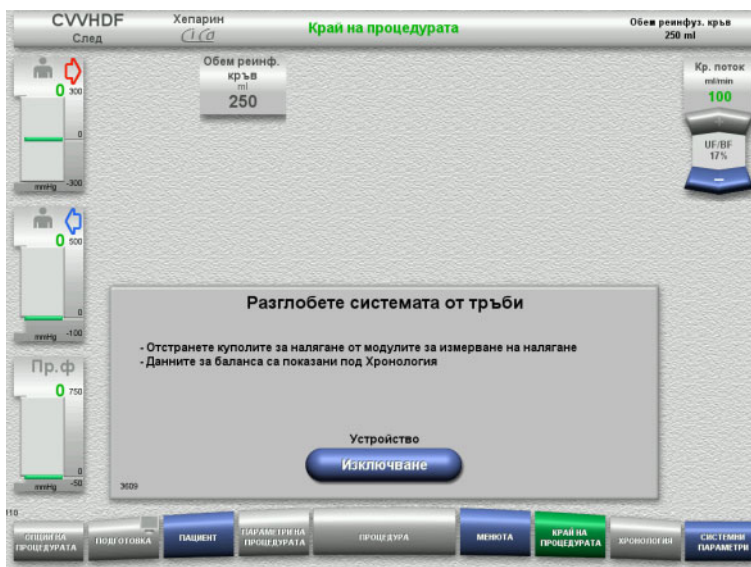 CVVHDF
След
Хепарин
Ci Ca
Край на процедурата
Обем реинфуз. кръв
250 ml
0 300
0
mmHg -300
Обем реинф.
кръв
ml
250
Кр. поток
ml/min
100
UF/BF
17%
0 500
0
mmHg -100
Пр.ф
0 750
0
mmHg -50
Разглобете системата от тръби
- Отстранете куполите за налягане от модулите за измерване на налягане
- Данните за баланса са показани под Хронология
Устройство
Изключване
3609
110
ОПЦИИ НА
ПРОЦЕДУРАТА
ПОДГОТОВКА
ПАЦИЕНТ
ПАРАМЕТРИ НА
ПРОЦЕДУРАТА
ПРОЦЕДУРА
МЕНЮТА
КРАЙ НА
ПРОЦЕДУРАТА
ХРОНОЛОГИЯ
СИСТЕМНИ
ПАРАМЕТРИ